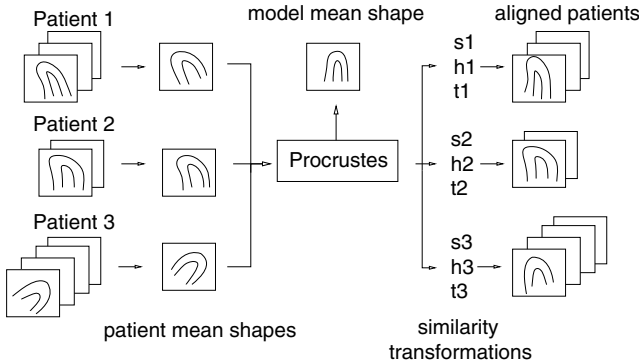 Patient 1
model mean shape
aligned patients
s1
h1
t1
Patient 2
Procrustes
s2
h2
t2
Patient 3
s3
h3
t3
patient mean shapes
similarity
transformations